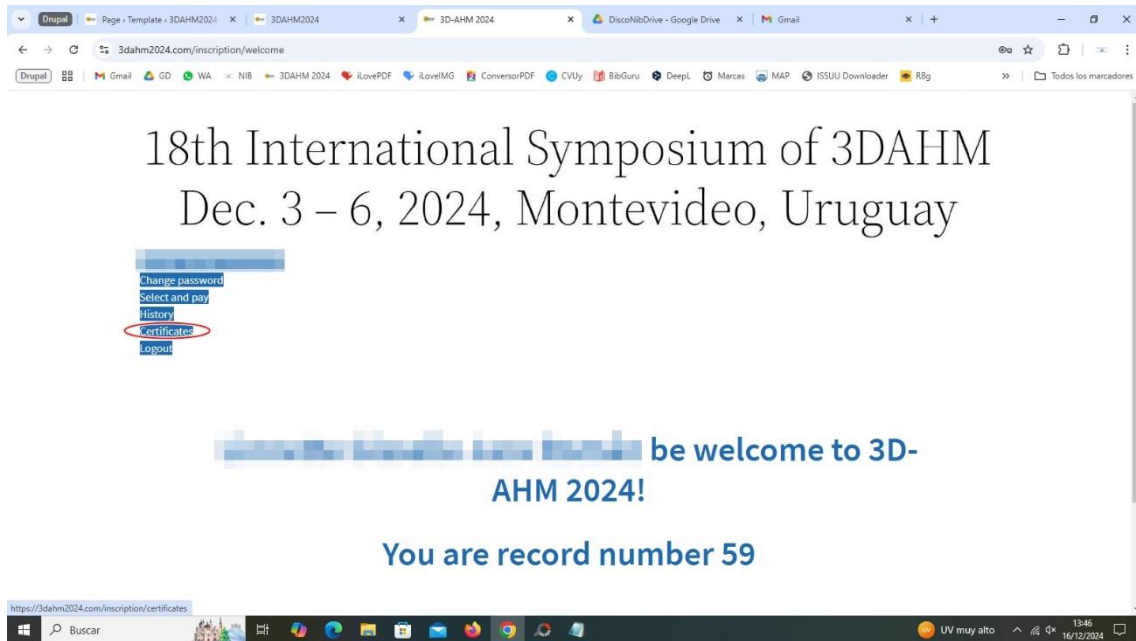 Drupal
Page ‹ Template ‹ 3DAHM2024
3DAHM2024
3D-AHM 2024
DiscoNibDrive - Google Drive
Gmail
3dahm2024.com/inscription/welcome
Drupal
Gmail
GD
WA
NIB
3DAHM 2024
iLovePDF
iLoveIMG
ConversorPDF
CVUy
BibGuru
DeepL
Marcas
MAP
ISSUU Downloader
RBg
»
Todos los marcadores
18th International Symposium of 3DAHM
Dec. 3 – 6, 2024, Montevideo, Uruguay
Change password
Select and pay
History
Certificates
Logout
be welcome to 3D-
AHM 2024!
You are record number 59
https://3dahm2024.com/inscription/certificates
Buscar
UV muy alto
13:46
16/12/2024